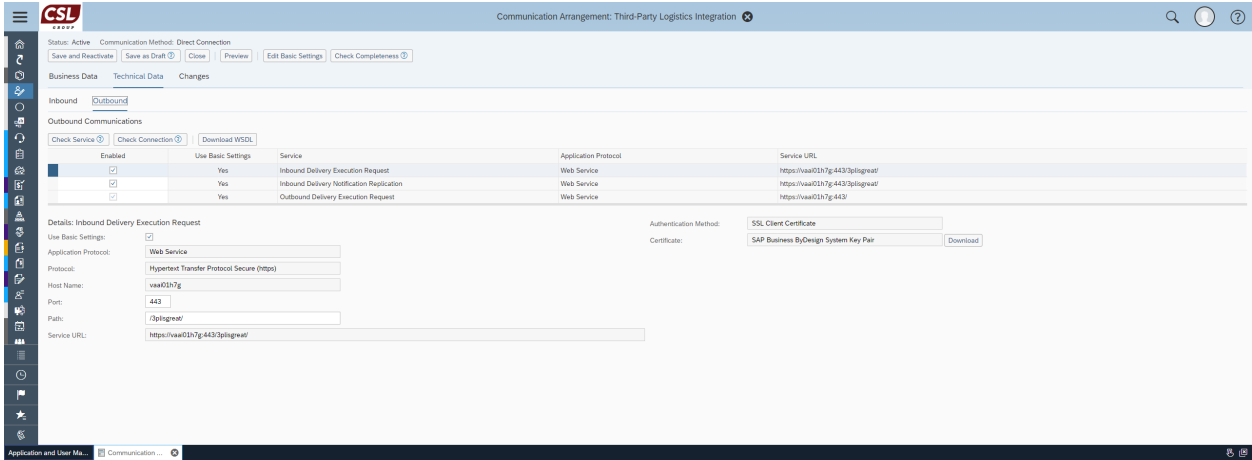 CSL
GROUP
Communication Arrangement: Third-Party Logistics Integration
Status: Active Communication Method: Direct Connection
Save and Reactivate Save as Draft Close Preview Edit Basic Settings Check Completeness
Business Data Technical Data Changes
Inbound Outbound
Outbound Communications
Check Service Check Connection Download WSDL
Enabled Use Basic Settings Service Application Protocol Service URL
Yes Inbound Delivery Execution Request Web Service https://vaai01h7g:443/3plisgreat/
Yes Inbound Delivery Notification Replication Web Service https://vaai01h7g:443/3plisgreat/
Yes Outbound Delivery Execution Request Web Service https://vaai01h7g:443/
Details: Inbound Delivery Execution Request
Use Basic Settings:
Application Protocol: Web Service
Protocol: Hypertext Transfer Protocol Secure (https)
Host Name: vaai01h7g
Port: 443
Path: /3plisgreat/
Service URL: https://vaai01h7g:443/3plisgreat/
Authentication Method: SSL Client Certificate
Certificate: SAP Business ByDesign System Key Pair Download
Application and User Ma... Communication ...